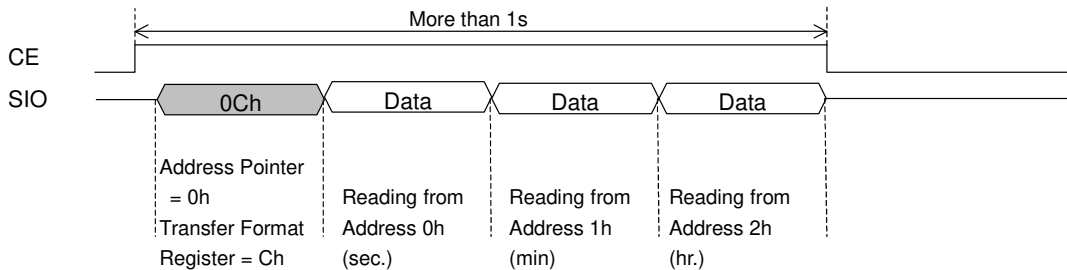 More than 1s
CE
SIO
0Ch
Data
Data
Data
Address Pointer
= 0h
Transfer Format
Register = Ch
Reading from
Address 0h
(sec.)
Reading from
Address 1h
(min)
Reading from
Address 2h
(hr.)